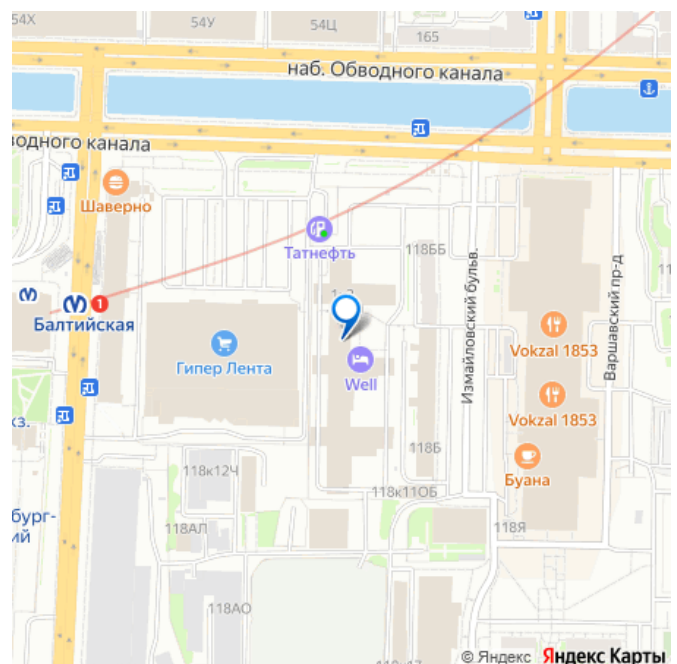 54Х
54У
54Ц
165
наб. Обводного канала
водного канала
Шаверно
Татнефть
118ББ
Измайловский бульв.
Варшавский пр-д
1
Балтийская
Гипер Лента
Well
Vokzal 1853
Vokzal 1853
Буана
кз.
118Б
118к12Ч
118к11ОБ
118Я
118АЛ
бург-
ий
118АО
© Яндекс Яндекс Карты